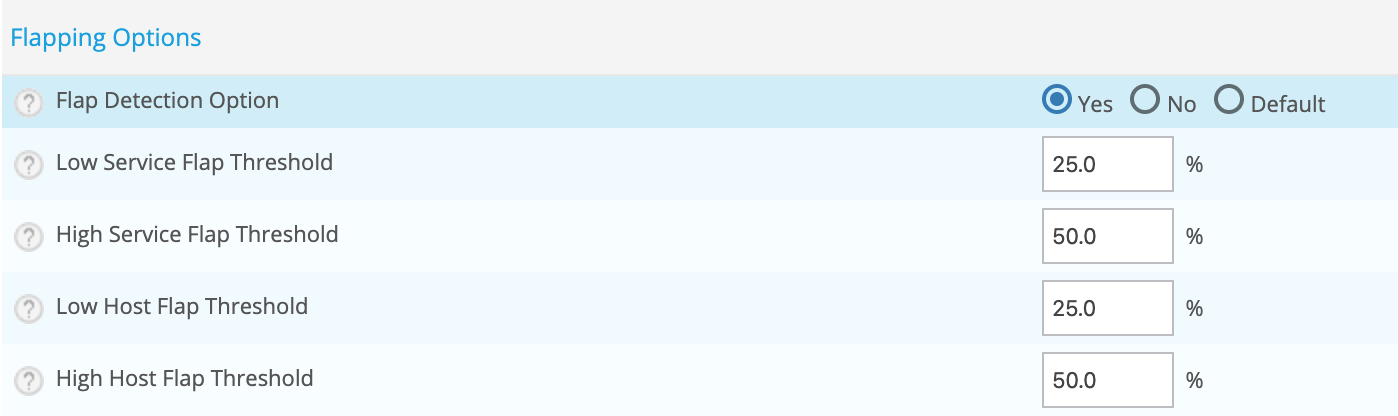 Flapping Options
? Flap Detection Option Yes No Default
? Low Service Flap Threshold 25.0 %
? High Service Flap Threshold 50.0 %
? Low Host Flap Threshold 25.0 %
? High Host Flap Threshold 50.0 %